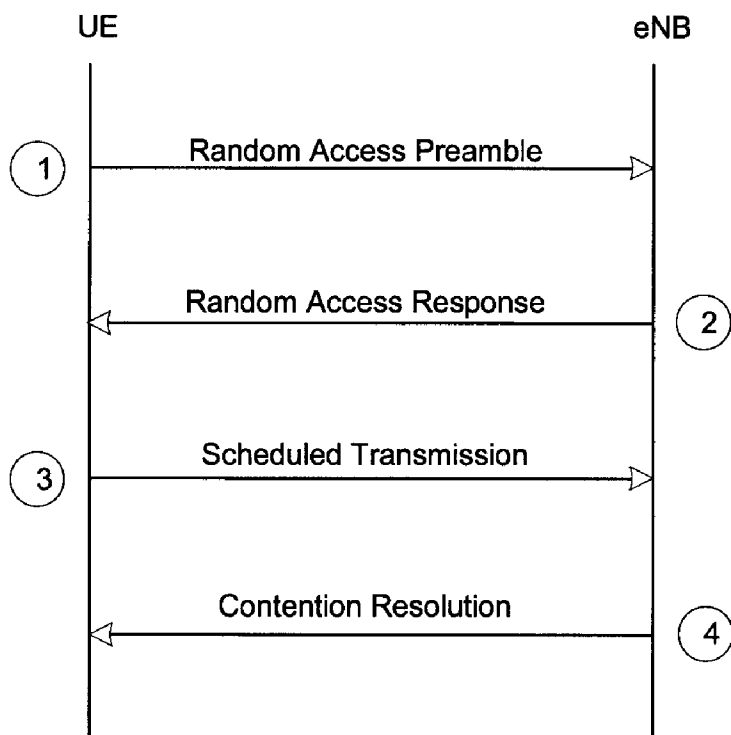 UE
eNB
Random Access Preamble
1
Random Access Response
2
Scheduled Transmission
3
Contention Resolution
4